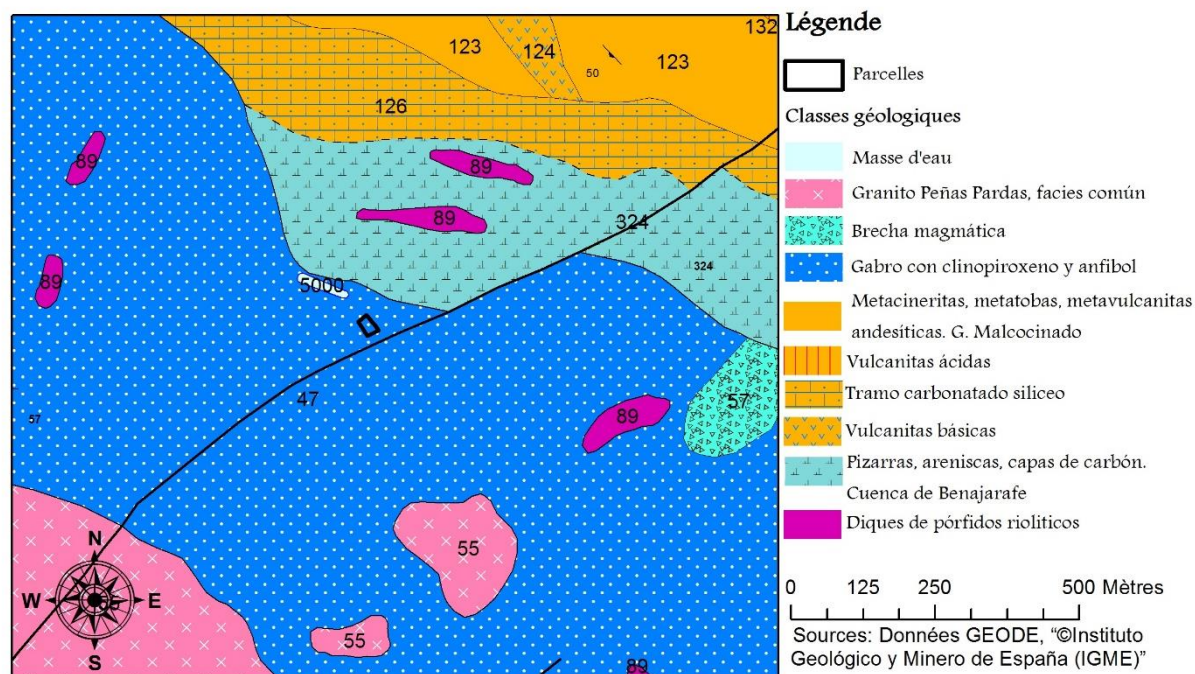 132
123
124
123
50
126
89
89
89
324
324
89
5000
47
57
57
89
55
55
55
89
N
W
E
S
Légende
Parcelles
Classes géologiques
Masse d'eau
Granito Peñas Pardas, facies común
Brecha magmática
Gabro con clinopiroxeno y anfibol
Metacineritas, metatobas, metavulcanitas
andesíticas. G. Malcocinado
Vulcanitas ácidas
Tramo carbonatado siliceo
Vulcanitas básicas
Pizarras, areniscas, capas de carbón.
Cuenca de Benajarafe
Diques de pórfidos riolíticos
0 125 250 500 Mètres
Sources: Données GEODE, “©Instituto
Geológico y Minero de España (IGME)”